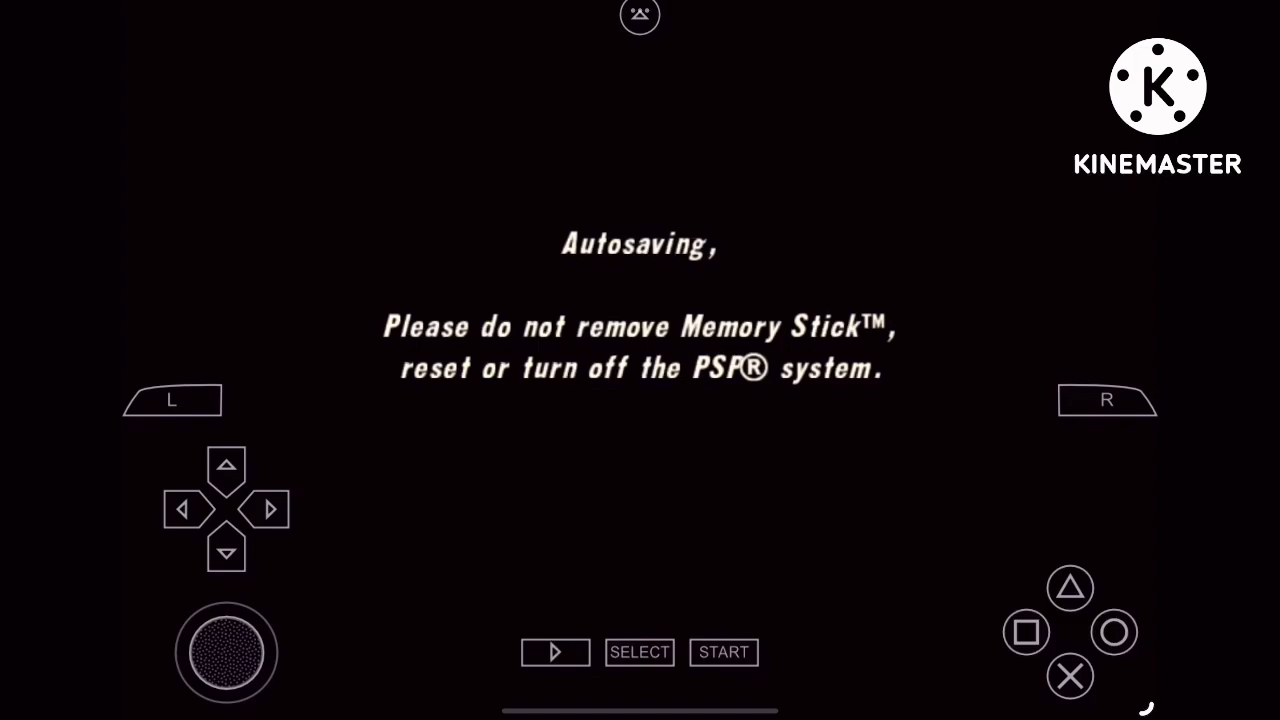 K
KINEMASTER
Autosaving,
Please do not remove Memory Stick™,
reset or turn off the PSP® system.
L
R
SELECT
START